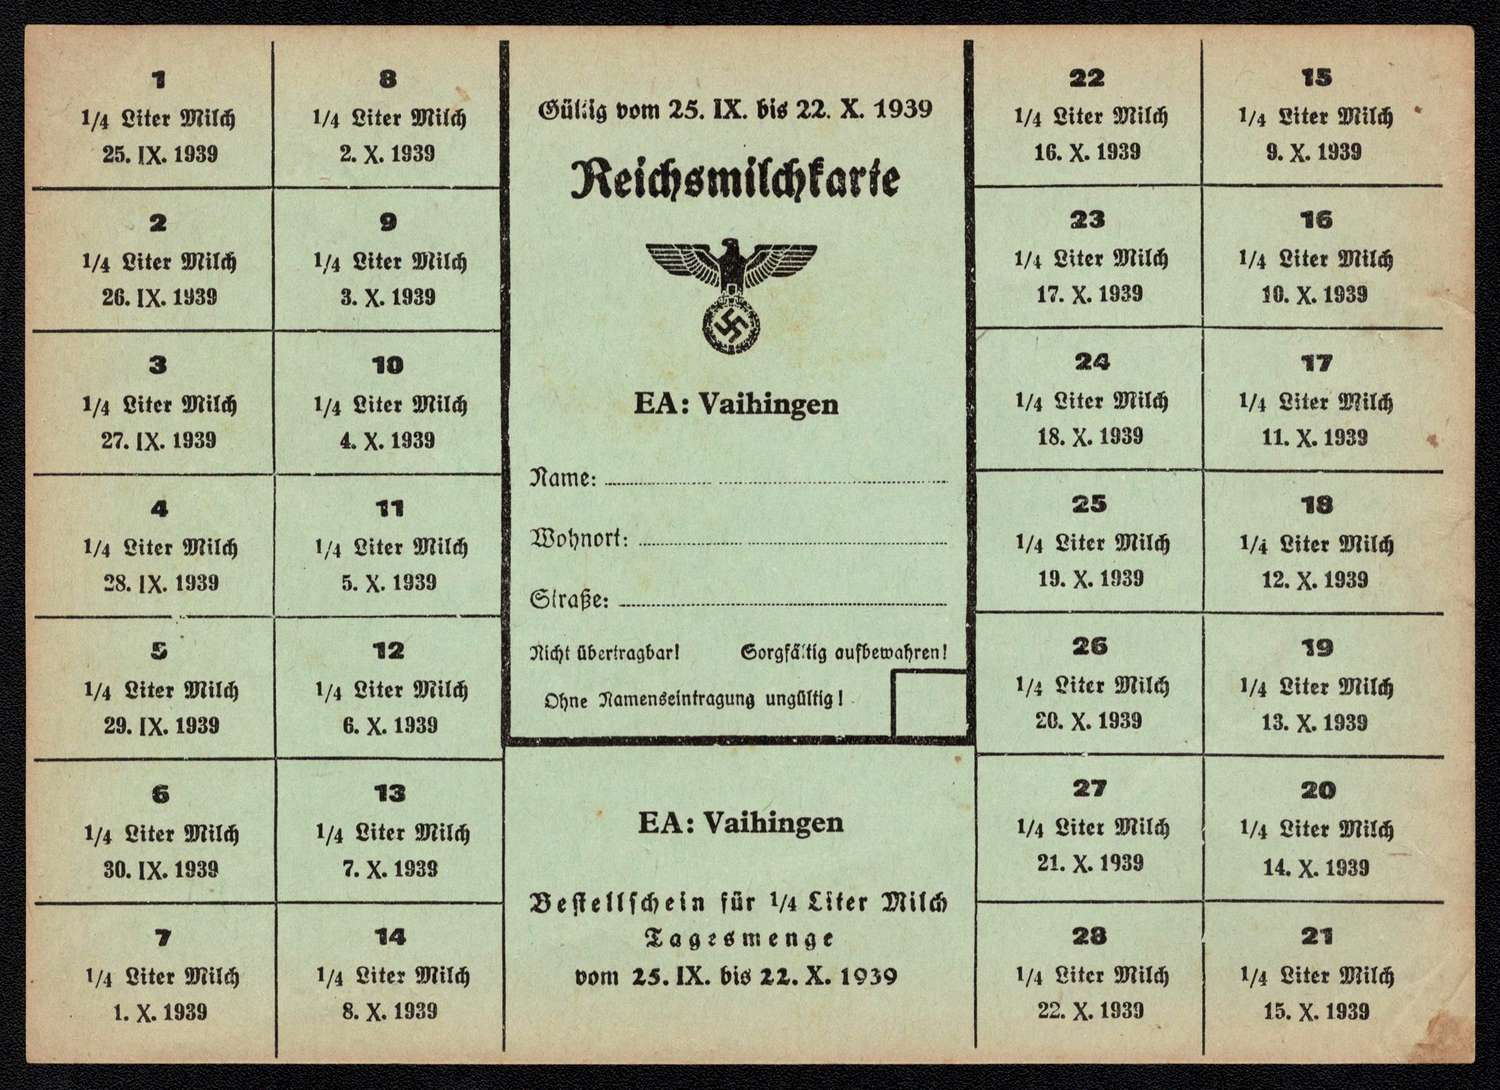 1
1/4 Liter Milch
25. IX. 1939
2
1/4 Liter Milch
26. IX. 1939
3
1/4 Liter Milch
27. IX. 1939
4
1/4 Liter Milch
28. IX. 1939
5
1/4 Liter Milch
29. IX. 1939
6
1/4 Liter Milch
30. IX. 1939
7
1/4 Liter Milch
1. X. 1939
8
1/4 Liter Milch
2. X. 1939
9
1/4 Liter Milch
3. X. 1939
10
1/4 Liter Milch
4. X. 1939
11
1/4 Liter Milch
5. X. 1939
12
1/4 Liter Milch
6. X. 1939
13
1/4 Liter Milch
7. X. 1939
14
1/4 Liter Milch
8. X. 1939
Gültig vom 25. IX. bis 22. X. 1939
Reichsmilchkarte
EA: Vaihingen
Name:
Wohnort:
Straße:
Nicht übertragbar! Sorgfältig aufbewahren!
Ohne Namenseintragung ungültig!
EA: Vaihingen
Bestellschein für 1/4 Liter Milch
Tagesmenge
vom 25. IX. bis 22. X. 1939
22
1/4 Liter Milch
16. X. 1939
23
1/4 Liter Milch
17. X. 1939
24
1/4 Liter Milch
18. X. 1939
25
1/4 Liter Milch
19. X. 1939
26
1/4 Liter Milch
20. X. 1939
27
1/4 Liter Milch
21. X. 1939
28
1/4 Liter Milch
22. X. 1939
15
1/4 Liter Milch
9. X. 1939
16
1/4 Liter Milch
10. X. 1939
17
1/4 Liter Milch
11. X. 1939
18
1/4 Liter Milch
12. X. 1939
19
1/4 Liter Milch
13. X. 1939
20
1/4 Liter Milch
14. X. 1939
21
1/4 Liter Milch
15. X. 1939